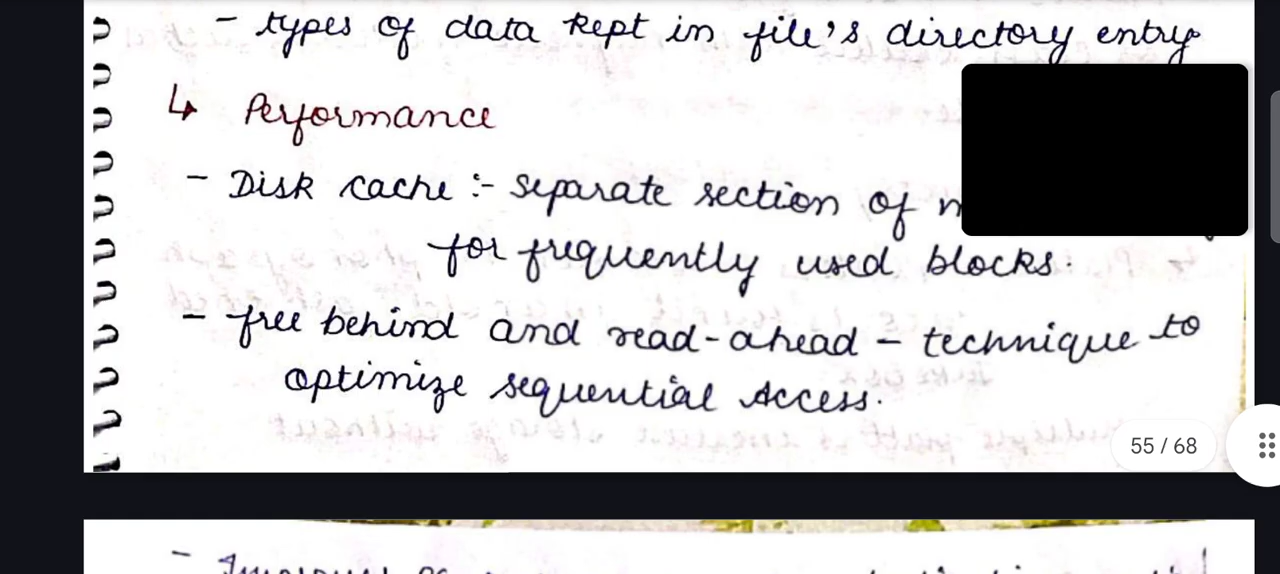 - types of data kept in file's directory entry
↳ Performance
- Disk cache :- separate section of
for frequently used blocks.
- free behind and read-ahead - technique to
optimize sequential Access.
55 / 68